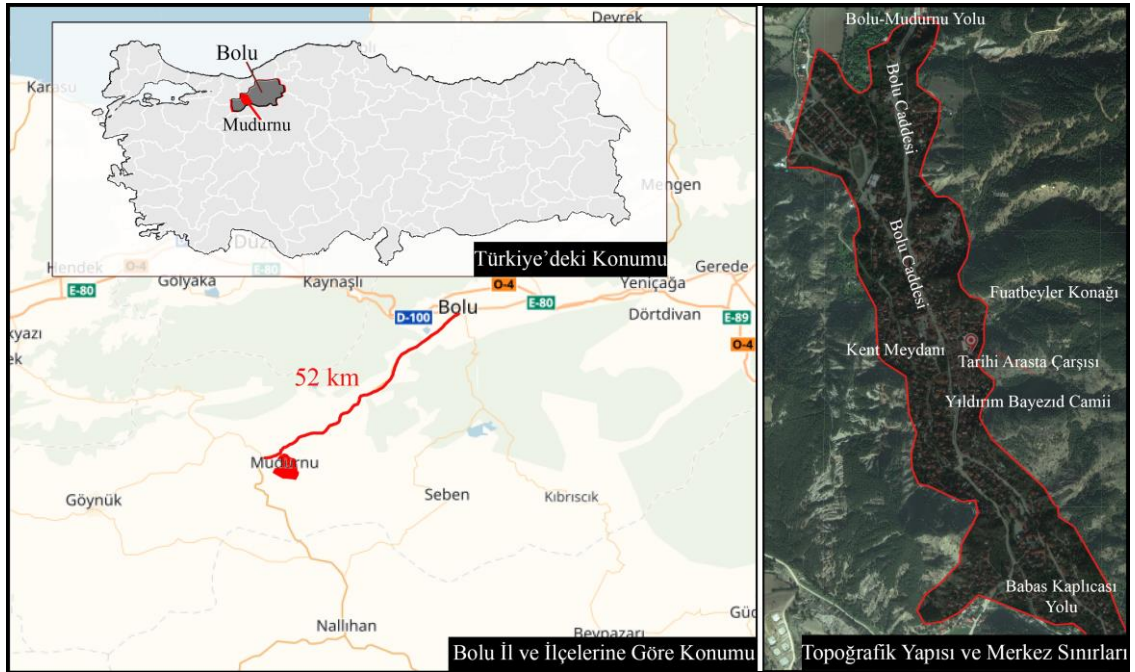 Devrek
Karasu
Bolu
Mudurnu
Mengen
Türkiye'deki Konumu
Hendek
O-4
E-80
E-80
Gölyaka
Kaynaşlı
O-4
E-80
Yeniçağa
Gerede
Bolu
D-100
Dörtdivan
E-89
O-4
52 km
Mudurnu
Göynük
Seben
Kıbrıscık
Nallıhan
Beypazarı
Bolu İl ve İlçelerine Göre Konumu
Bolu-Mudurnu Yolu
Bolu Caddesi
Bolu Caddesi
Fuatbeyler Konağı
Kent Meydanı
Tarihi Arasta Çarşısı
Yıldırım Bayezıd Camii
Babas Kaplıcası
Yolu
Topoğrafik Yapısı ve Merkez Sınırları